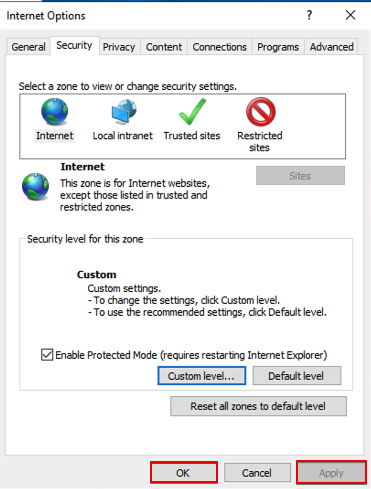 Internet Options ?
General Security Privacy Content Connections Programs Advanced
Select a zone to view or change security settings.
Internet Local intranet Trusted sites Restricted
sites
Internet
This zone is for Internet websites,
except those listed in trusted and
restricted zones.
Sites
Security level for this zone
Custom
Custom settings.
- To change the settings, click Custom level.
- To use the recommended settings, click Default level.
Enable Protected Mode (requires restarting Internet Explorer)
Custom level... Default level
Reset all zones to default level
OK Cancel Apply